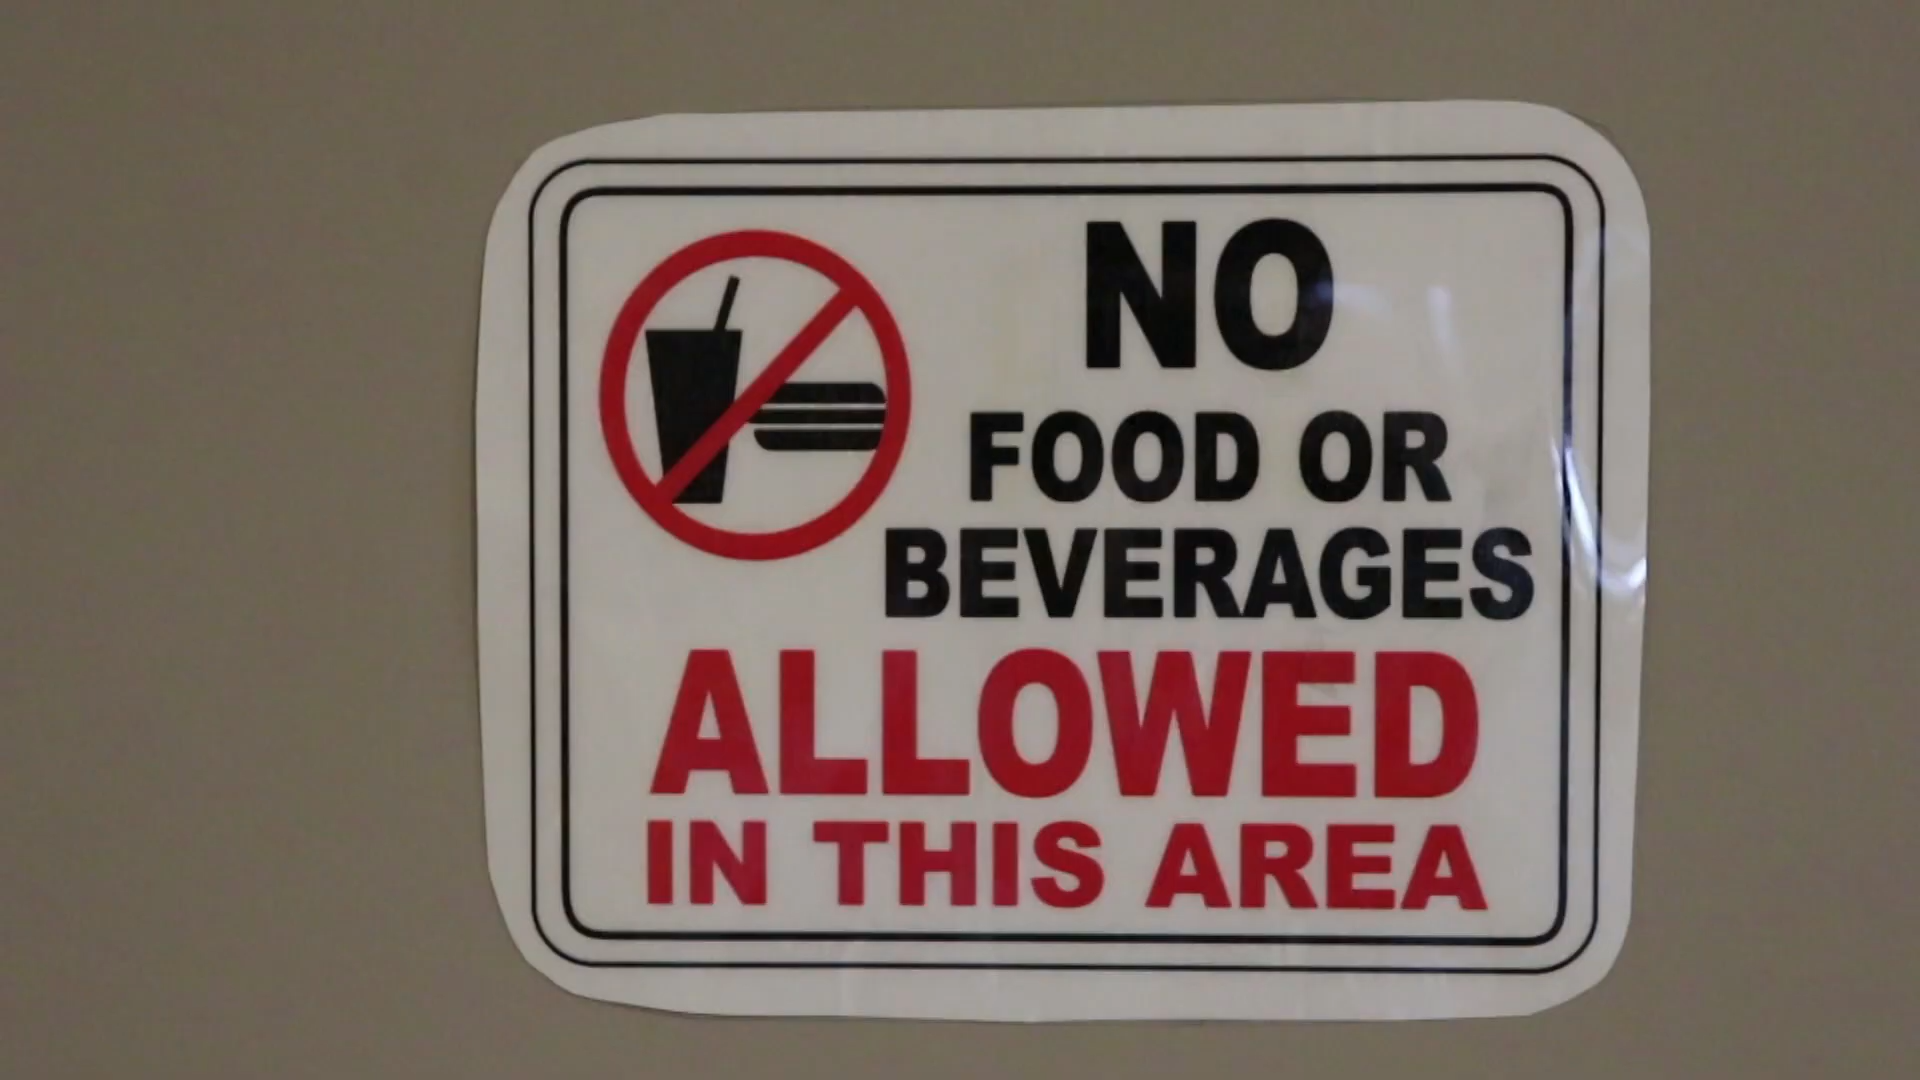 NO
FOOD OR
BEVERAGES
ALLOWED
IN THIS AREA